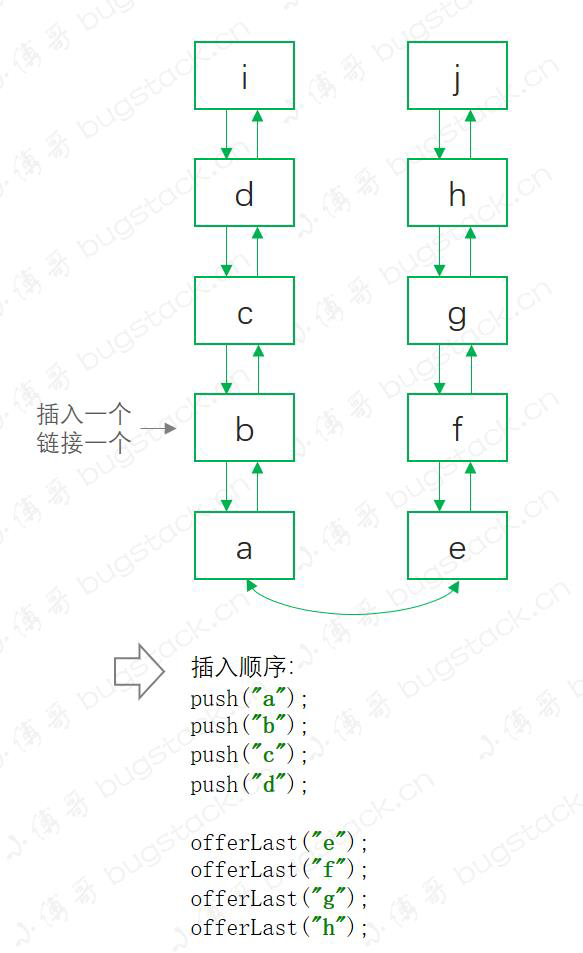 i j
d h
c g
插入一个
链接一个
b f
a e
插入顺序:
push("a");
push("b");
push("c");
push("d");
offerLast("e");
offerLast("f");
offerLast("g");
offerLast("h");
小傅哥 bugstack.cn